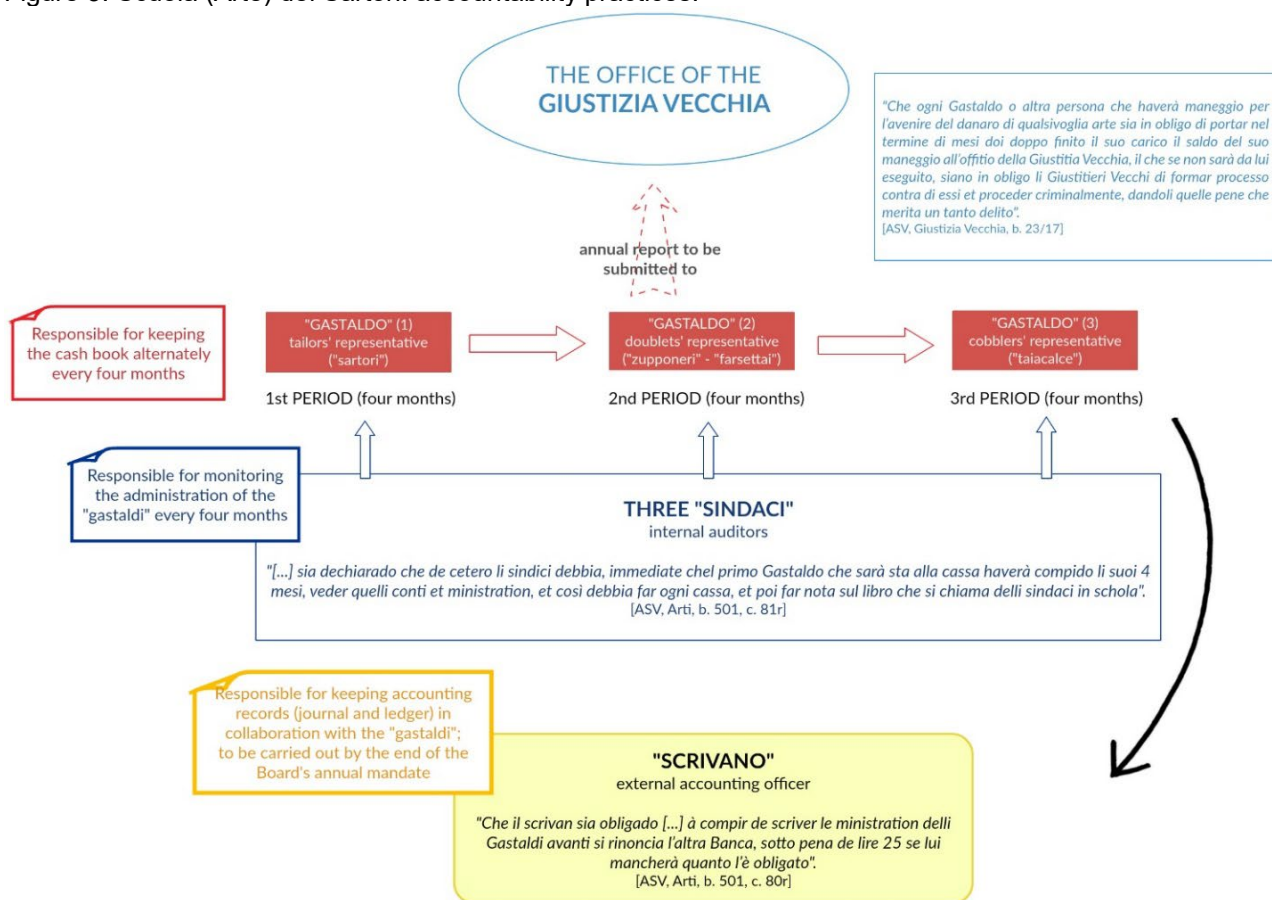 Figure 6. Scuola (Arte) dei Sartori: accountability practices.
THE OFFICE OF THE
GIUSTIZIA VECCHIA
"Che ogni Gastaldo o altra persona che haverà maneggio per
l'avenire del danaro di qualsivoglia arte sia in obligo di portar nel
termine di mesi doi doppo finito il suo carico il saldo del suo
maneggio all'offitio della Giustitia Vecchia, il che se non sarà da lui
eseguito, siano in obligo li Giustitieri Vecchi di formar processo
contra di essi et proceder criminalmente, dandoli quelle pene che
merita un tanto delito".
[ASV, Giustizia Vecchia, b. 23/17]
annual report to be
submitted to
Responsible for keeping
the cash book alternately
every four months
"GASTALDO" (1)
tailors' representative
("sartori")
"GASTALDO" (2)
doublets' representative
("zupponeri" - "farsettai")
"GASTALDO" (3)
cobblers' representative
("taiacalce")
1st PERIOD (four months)
2nd PERIOD (four months)
3rd PERIOD (four months)
Responsible for monitoring
the administration of the
"gastaldi" every four months
THREE "SINDACI"
internal auditors
"[...] sia dechiarado che de cetero li sindici debbia, immediate chel primo Gastaldo che sarà sta alla cassa haverà compido li suoi 4
mesi, veder quelli conti et ministration, et così debbia far ogni cassa, et poi far nota sul libro che si chiama delli sindaci in schola".
[ASV, Arti, b. 501, c. 81r]
Responsible for keeping accounting
records (journal and ledger) in
collaboration with the "gastaldi";
to be carried out by the end of the
Board's annual mandate
"SCRIVANO"
external accounting officer
"Che il scrivan sia obligado [...] à compir de scriver le ministration delli
Gastaldi avanti si rinoncia l'altra Banca, sotto pena de lire 25 se lui
mancherà quanto l'è obligato".
[ASV, Arti, b. 501, c. 80r]